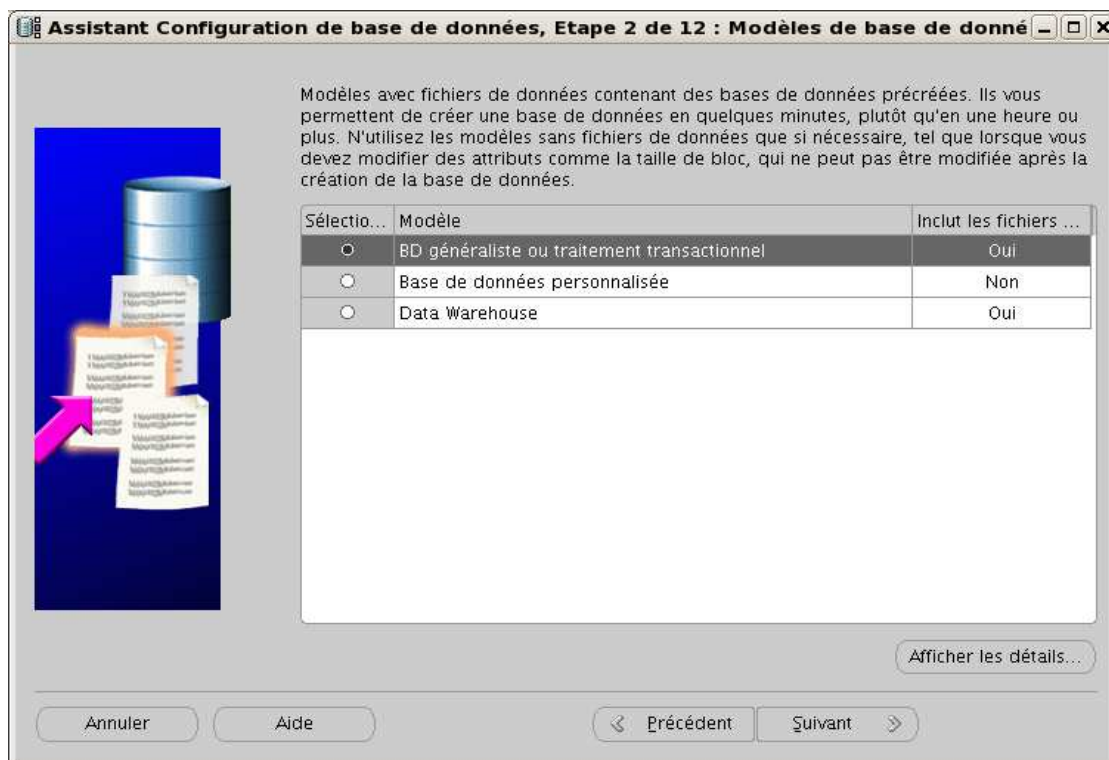 Assistant Configuration de base de données, Etape 2 de 12 : Modèles de base de donné
Modèles avec fichiers de données contenant des bases de données précréées. Ils vous
permettent de créer une base de données en quelques minutes, plutôt qu'en une heure ou
plus. N'utilisez les modèles sans fichiers de données que si nécessaire, tel que lorsque vous
devez modifier des attributs comme la taille de bloc, qui ne peut pas être modifiée après la
création de la base de données.
Sélectio... Modèle Inclut les fichiers ...
BD généraliste ou traitement transactionnel Oui
Base de données personnalisée Non
Data Warehouse Oui
Afficher les détails...
Annuler Aide Précédent Suivant